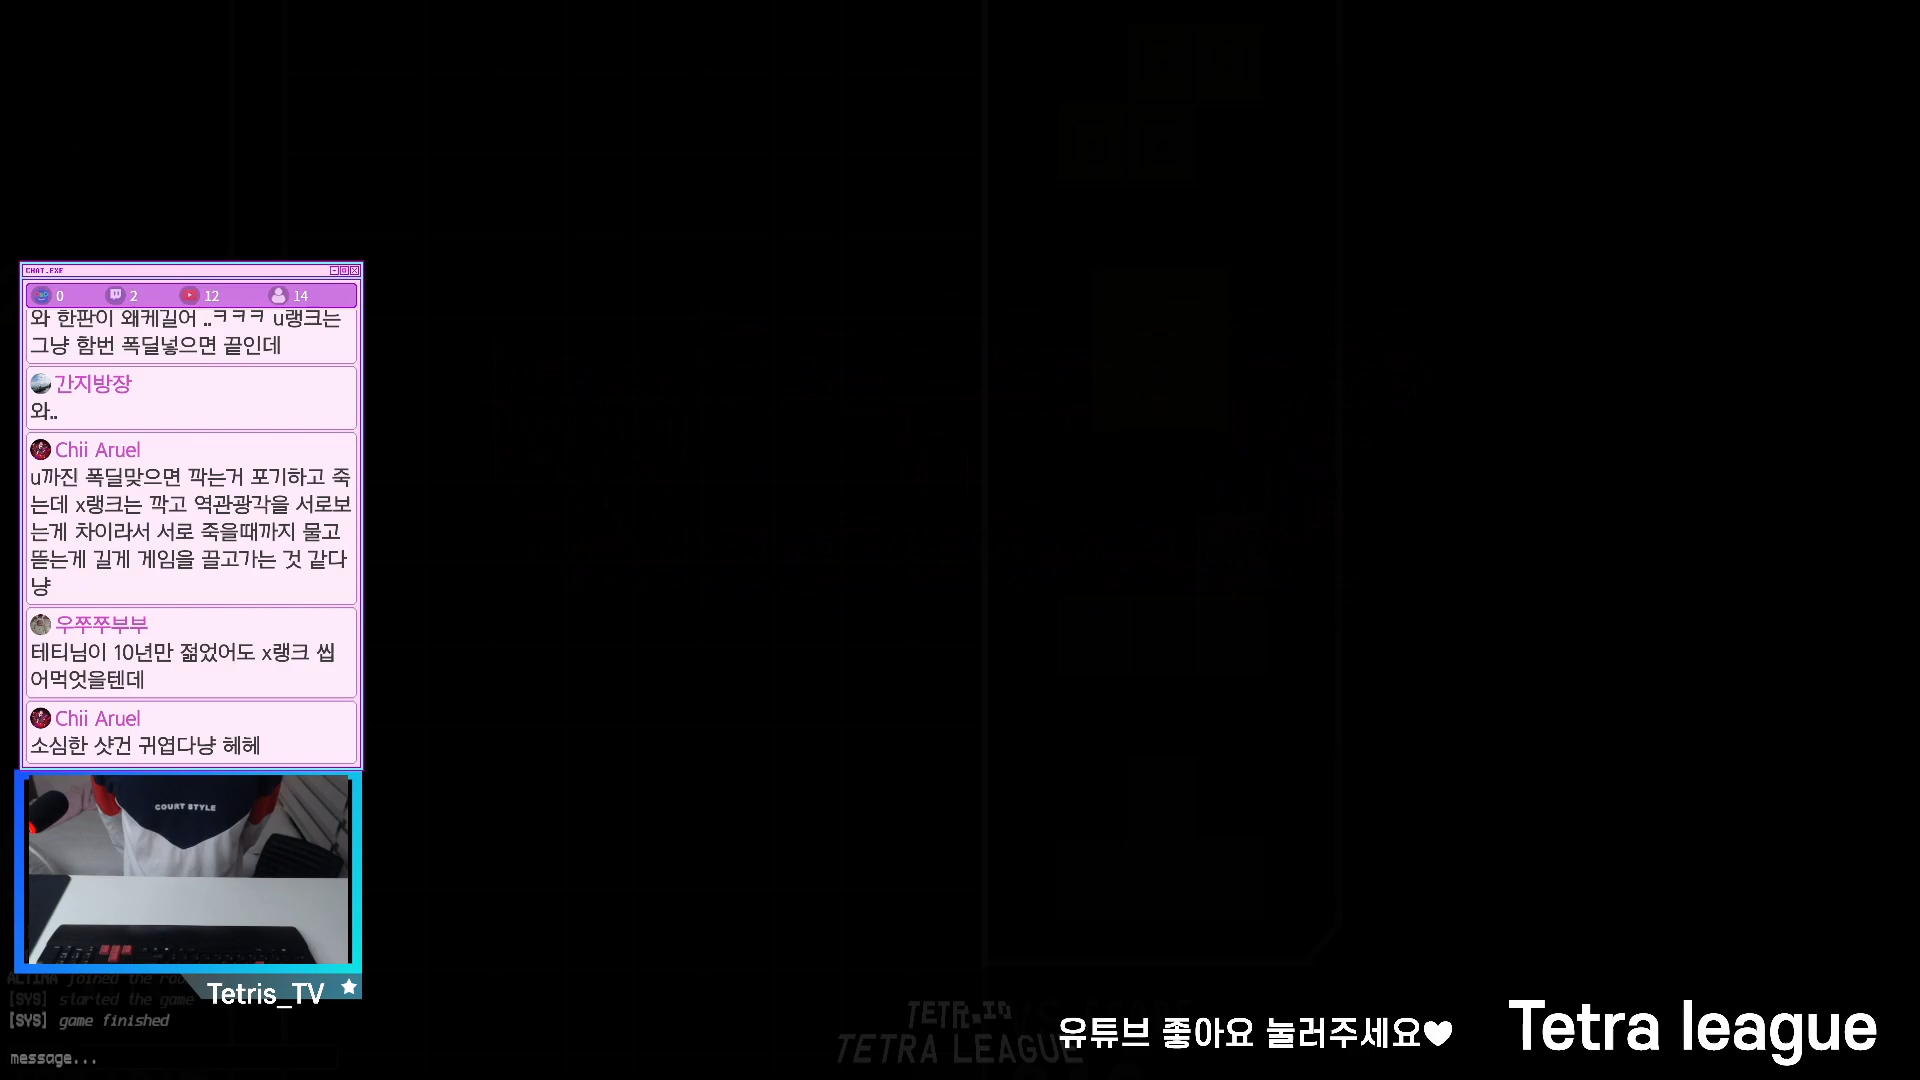 CHAT.EXE
0 2 12 14
와 한판이 왜케길어 ..ㅋㅋㅋ u랭크는
그냥 함번 폭딜넣으면 끝인데
간지방장
와..
Chii Aruel
u까진 폭딜맞으면 깍는거 포기하고 죽
는데 x랭크는 깍고 역관광각을 서로보
는게 차이라서 서로 죽을때까지 물고
뜯는게 길게 게임을 끌고가는 것 같다
냥
우쭈쭈부부
테티님이 10년만 젊었어도 x랭크 씹
어먹엇을텐데
Chii Aruel
소심한 샷건 귀엽다냥 헤헤
COURT STYLE
ALTIMA joined the
[SYS] started the game
[SYS] game finished
message...
Tetris_TV
TETR.IO
TETRA LEAGUE
유튜브 좋아요 눌러주세요♥
Tetra league